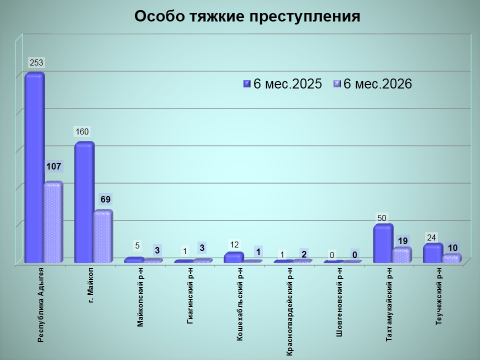 Особо тяжкие преступления
6 мес.2025 6 мес.2026
253
107
160
69
5
3
1
3
12
1
1
2
0
0
50
19
24
10
Республика Адыгея
г. Майкоп
Майкопский р-н
Гиагинский р-н
Кошехабльский р-н
Красногвардейский р-н
Шовгеновский р-н
Тахтамукайский р-н
Теучежский р-н